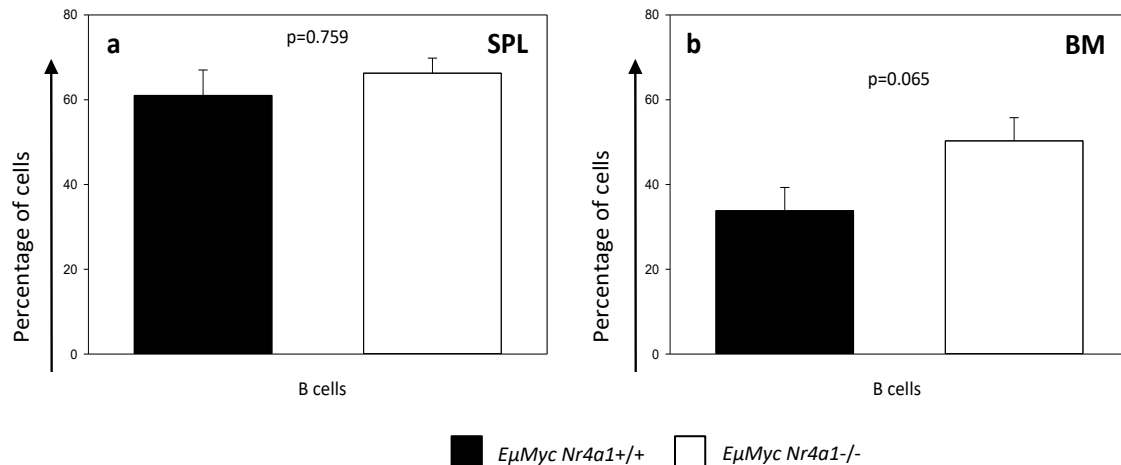 a
p=0.759
SPL
80
60
40
20
0
Percentage of cells
B cells
b
p=0.065
BM
80
60
40
20
0
Percentage of cells
B cells
EμMyc Nr4a1+/+
EμMyc Nr4a1-/-